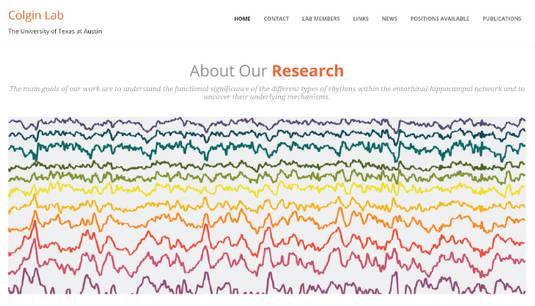 Colgin Lab
The University of Texas at Austin
HOME CONTACT LAB MEMBERS LINKS NEWS POSITIONS AVAILABLE PUBLICATIONS
About Our Research
The main goals of our work are to understand the functional significance of the different types of rhythms within the entorhinal-hippocampal network and to
uncover their underlying mechanisms.